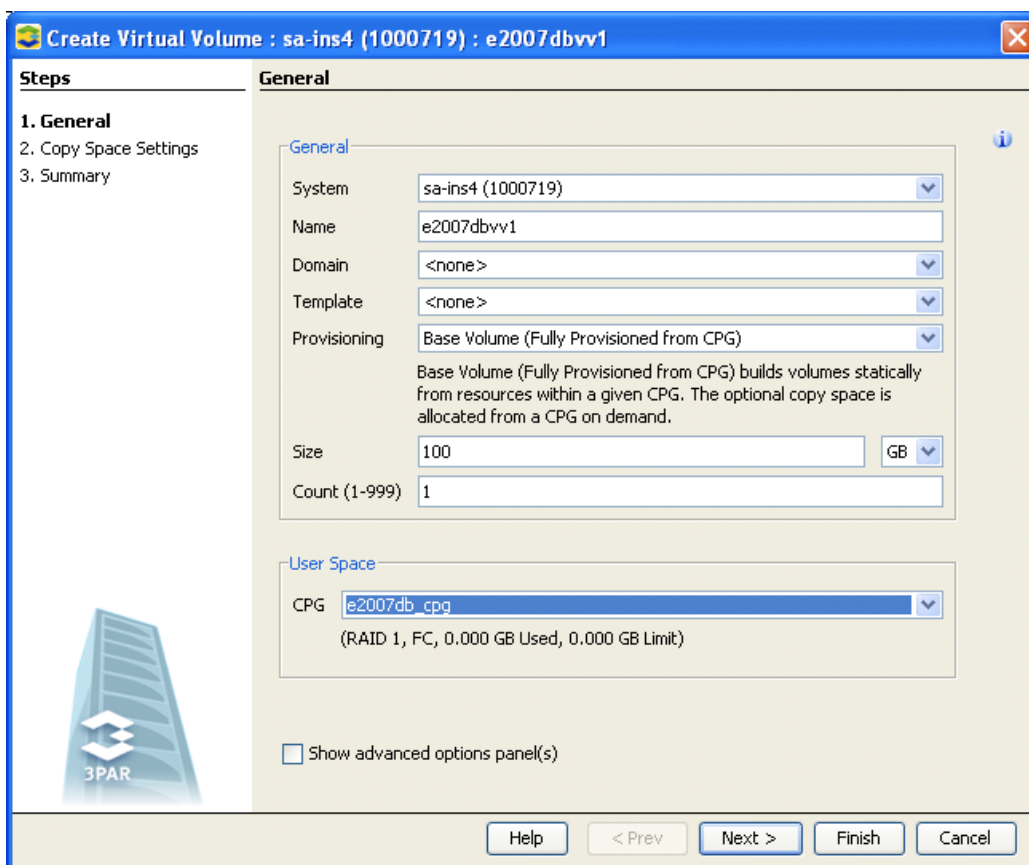 Create Virtual Volume : sa-ins4 (1000719) : e2007dbvv1
Steps
1. General
2. Copy Space Settings
3. Summary
General
General
System
sa-ins4 (1000719)
Name
e2007dbvv1
Domain
<none>
Template
<none>
Provisioning
Base Volume (Fully Provisioned from CPG)
Base Volume (Fully Provisioned from CPG) builds volumes statically
from resources within a given CPG. The optional copy space is
allocated from a CPG on demand.
Size
100
GB
Count (1-999)
1
User Space
CPG
e2007db_cpg
(RAID 1, FC, 0.000 GB Used, 0.000 GB Limit)
Show advanced options panel(s)
3PAR
Help
< Prev
Next >
Finish
Cancel